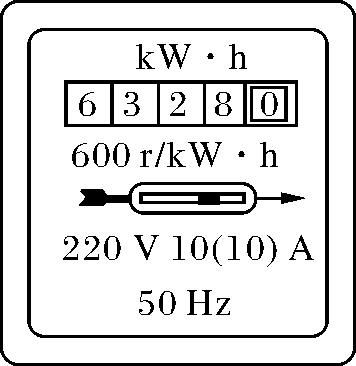 kW · h
6 3 2 8 0
600 r/kW · h
220 V 10(10) A
50 Hz